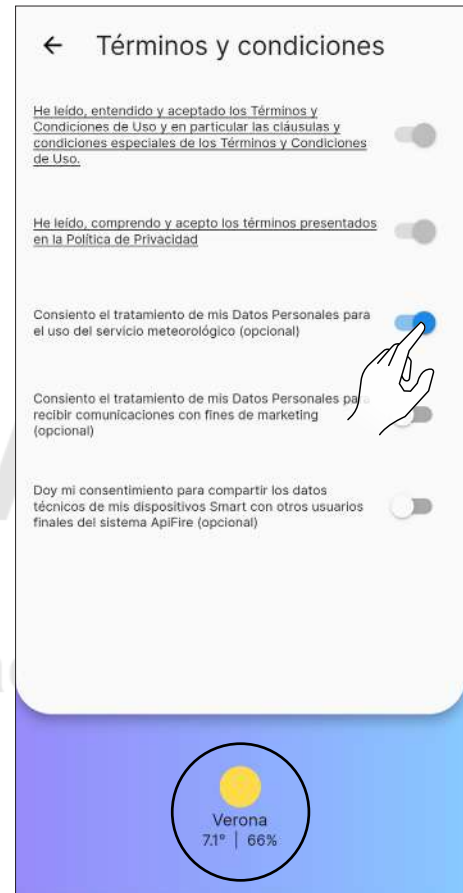 Términos y condiciones
He leído, entendido y aceptado los Términos y
Condiciones de Uso y en particular las cláusulas y
condiciones especiales de los Términos y Condiciones
de Uso.
He leído, comprendo y acepto los términos presentados
en la Política de Privacidad
Consiento el tratamiento de mis Datos Personales para
el uso del servicio meteorológico (opcional)
Consiento el tratamiento de mis Datos Personales para
recibir comunicaciones con fines de marketing
(opcional)
Doy mi consentimiento para compartir los datos
técnicos de mis dispositivos Smart con otros usuarios
finales del sistema ApiFire (opcional)
Verona
7.1° | 66%